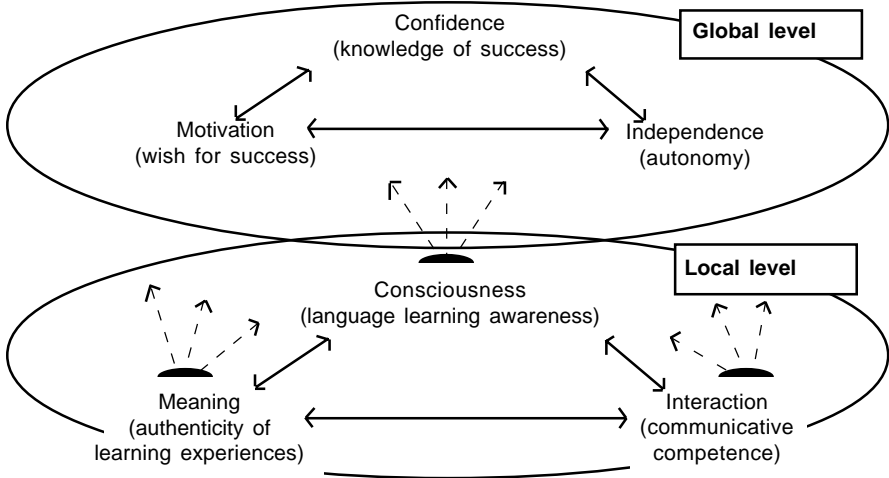 Confidence
(knowledge of success)
Global level
Motivation
(wish for success)
Independence
(autonomy)
Local level
Consciousness
(language learning awareness)
Meaning
(authenticity of
learning experiences)
Interaction
(communicative
competence)